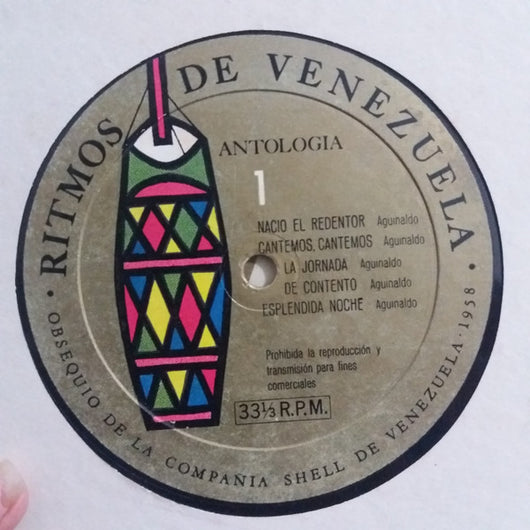 RITMOS DE VENEZUELA
ANTOLOGIA
1
NACIO EL REDENTOR Aguinaldo
CANTEMOS, CANTEMOS Aguinaldo
LA JORNADA Aguinaldo
DE CONTENTO Aguinaldo
ESPLENDIDA NOCHE Aguinaldo
Prohibida la reproducción y
transmisión para fines
comerciales
33⅓ R.P.M.
OBSEQUIO DE LA COMPAÑIA SHELL DE VENEZUELA · 1958